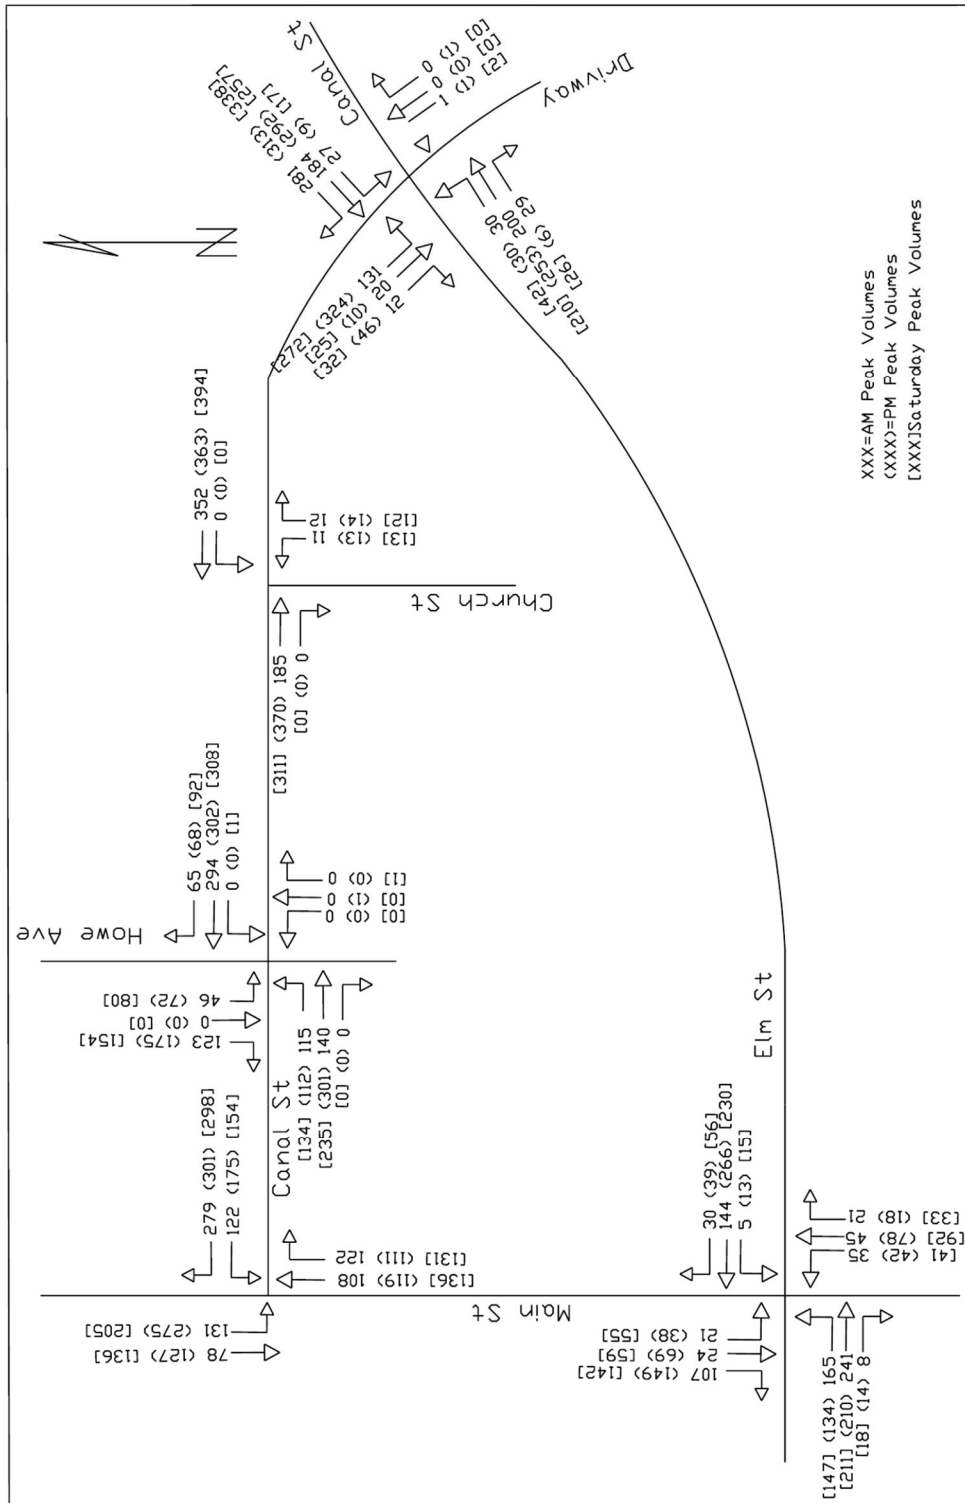 Canal St
Drivway
0 (1) [0]
0 (0) [0]
1 (1) [2]
281 (313) [338]
184 (292) [257]
27 (9) [17]
[272] (324) 131
[25] (10) 20
[32] (46) 12
[42] (30) 30
[210] (253) 200
[26] (6) 29
N
352 (363) [394]
0 (0) [0]
[12] (14) 12
[13] (13) 11
Church St
[311] (370) 185
[0] (0) 0
65 (68) [92]
294 (302) [308]
0 (0) [1]
Howe Ave
[1] (0) 0
[0] (1) 0
[0] (0) 0
46 (72) [80]
0 (0) [0]
123 (175) [154]
[134] (112) 115
[235] (301) 140
[0] (0) 0
Canal St
279 (301) [298]
122 (175) [154]
[131] (111) 122
[136] (119) 108
131 (275) [205]
78 (127) [136]
Main St
Elm St
30 (39) [56]
144 (266) [230]
5 (13) [15]
[33] (18) 21
[92] (78) 45
[41] (42) 35
21 (38) [55]
24 (69) [59]
107 (149) [142]
[147] (134) 165
[211] (210) 241
[18] (14) 8
XXX=AM Peak Volumes
(XXX)=PM Peak Volumes
[XXX]Saturday Peak Volumes